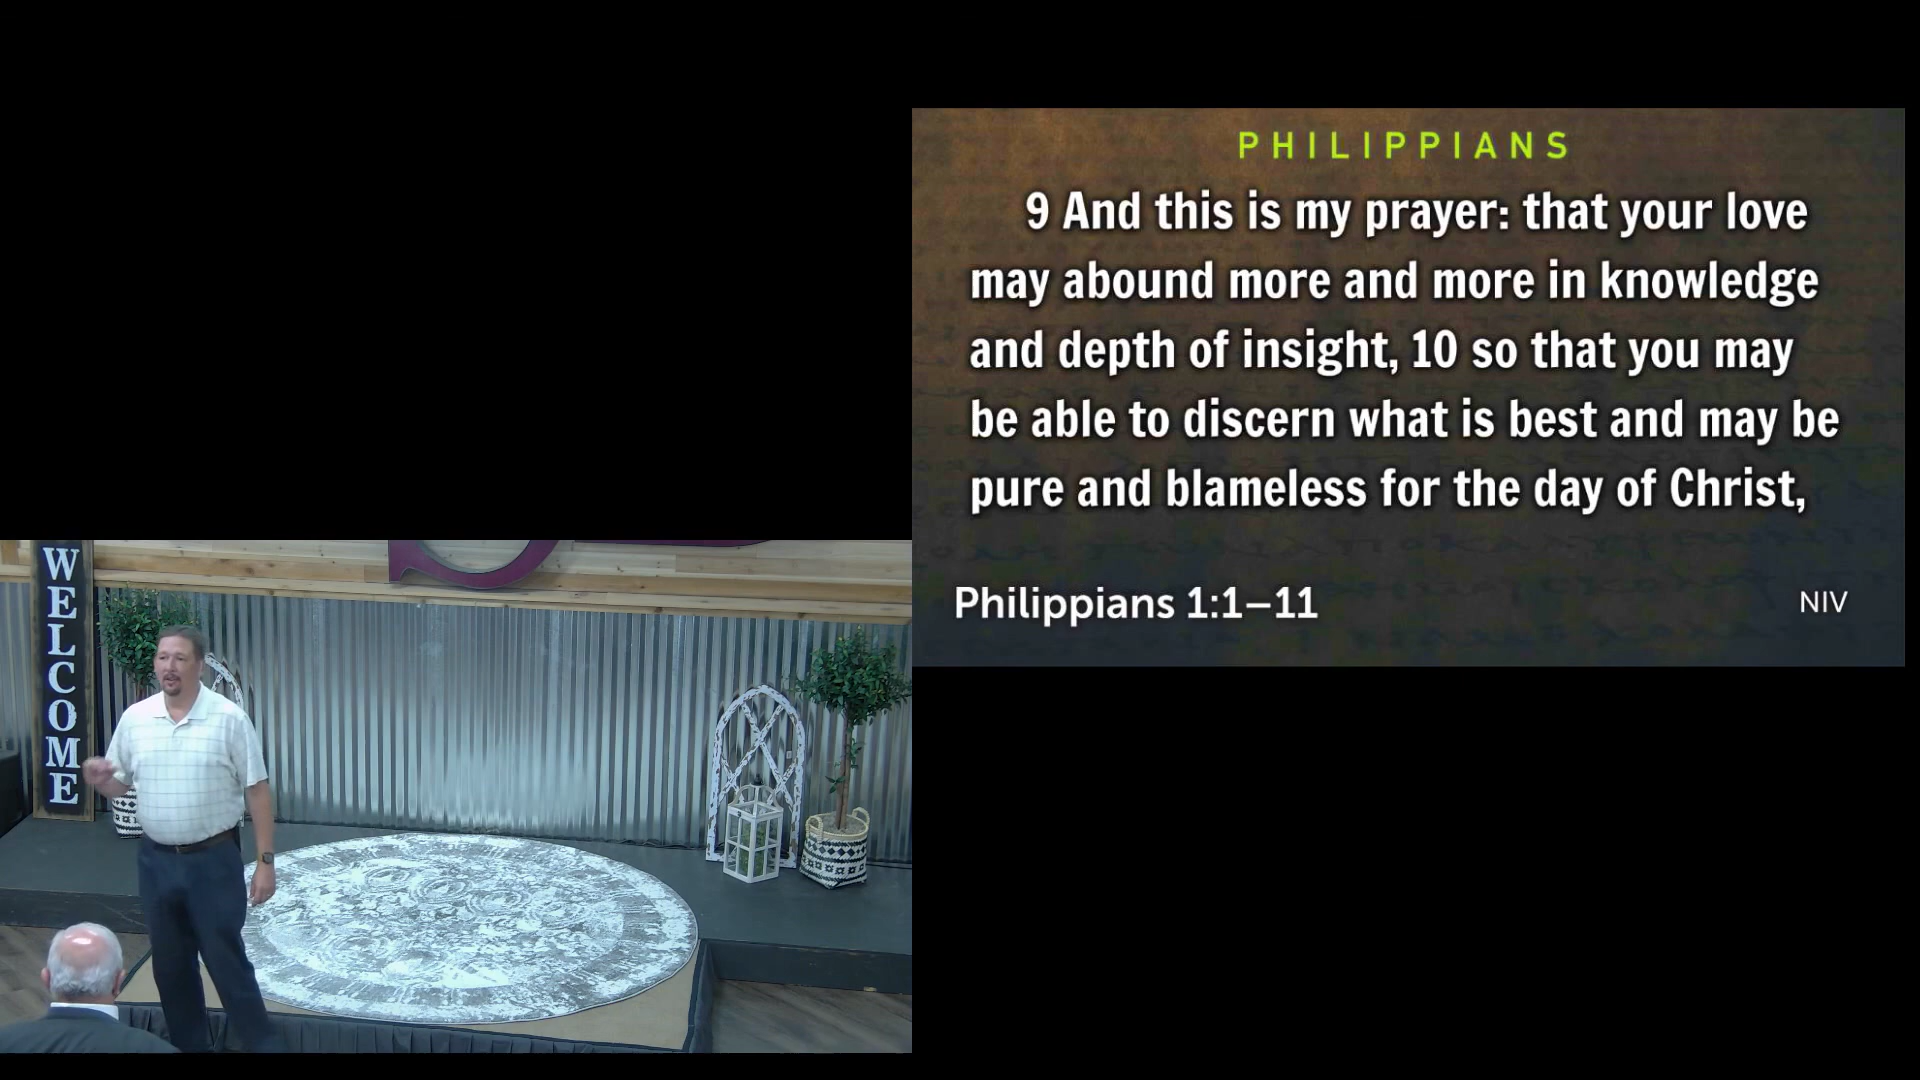 PHILIPPIANS
9 And this is my prayer: that your love
may abound more and more in knowledge
and depth of insight, 10 so that you may
be able to discern what is best and may be
pure and blameless for the day of Christ,
Philippians 1:1–11
NIV
WELCOME